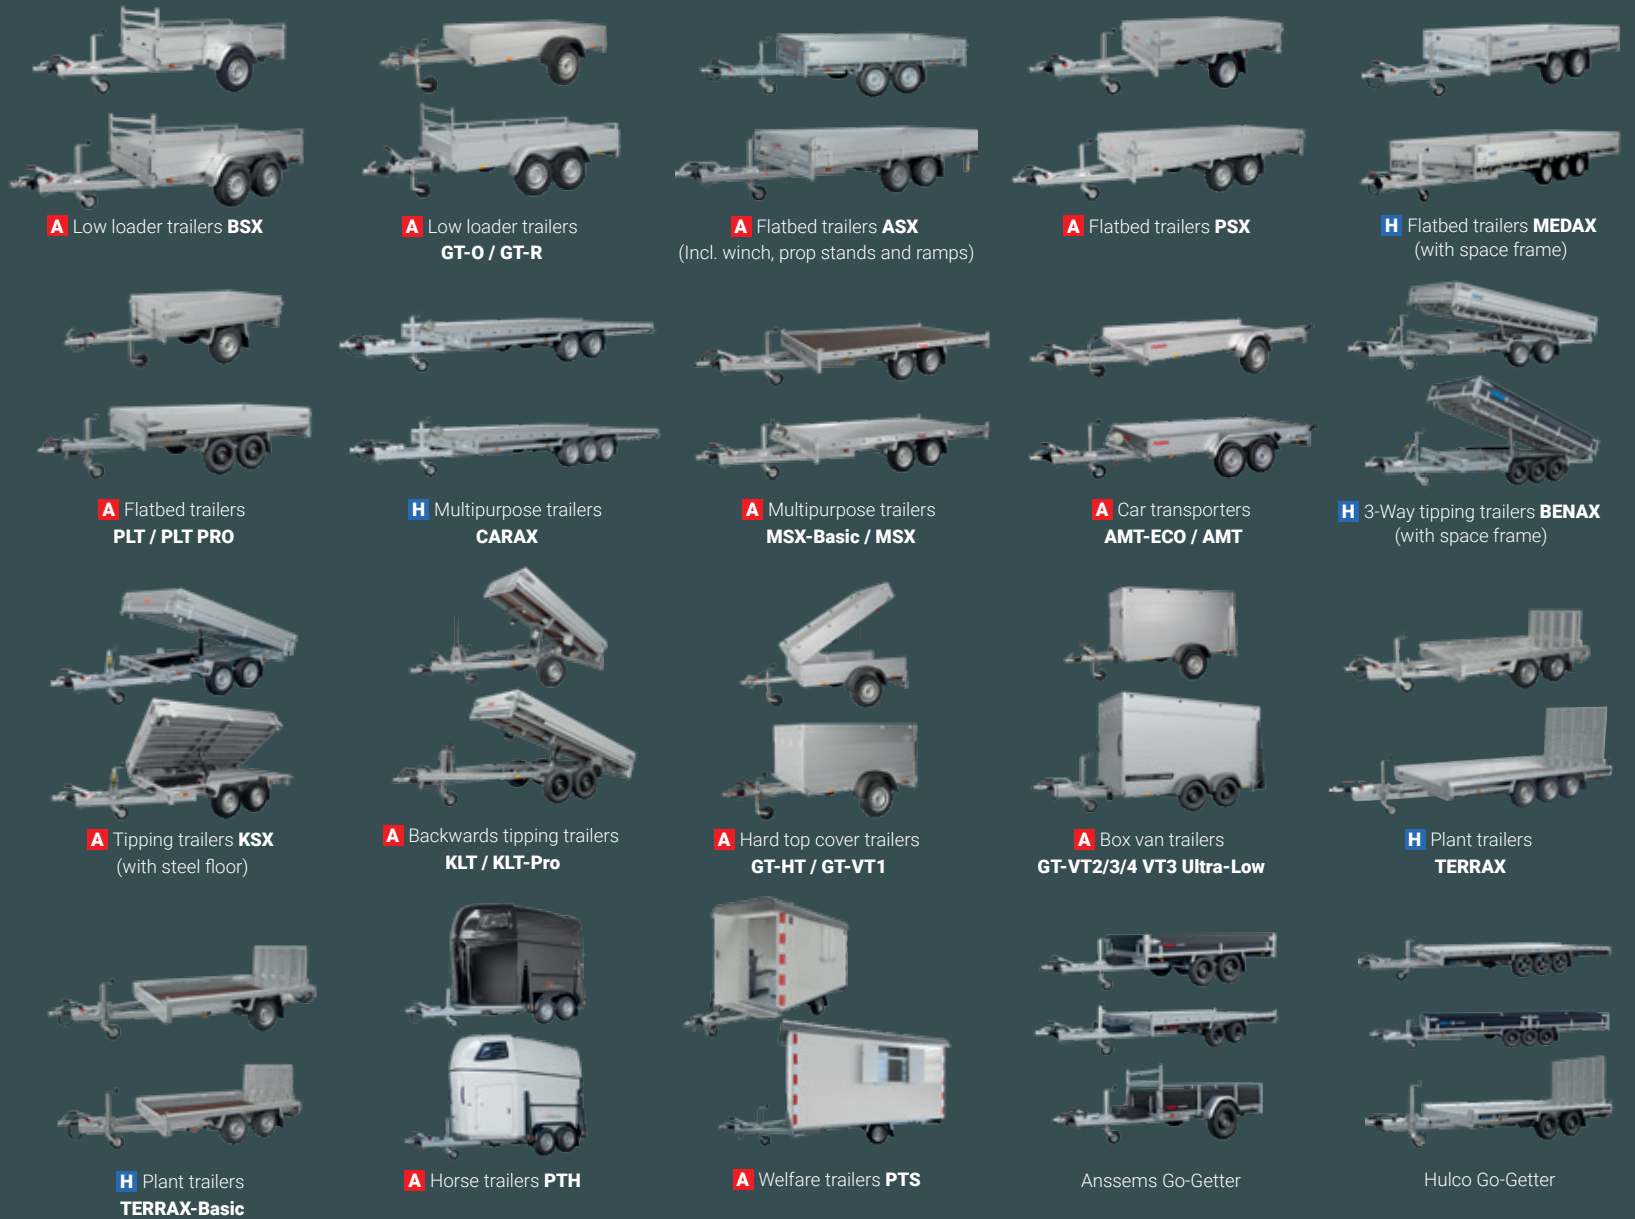 A Low loader trailers BSX
A Low loader trailers
GT-O / GT-R
A Flatbed trailers ASX
(Incl. winch, prop stands and ramps)
A Flatbed trailers PSX
H Flatbed trailers MEDAX
(with space frame)
A Flatbed trailers
PLT / PLT PRO
H Multipurpose trailers
CARAX
A Multipurpose trailers
MSX-Basic / MSX
A Car transporters
AMT-ECO / AMT
H 3-Way tipping trailers BENAX
(with space frame)
A Tipping trailers KSX
(with steel floor)
A Backwards tipping trailers
KLT / KLT-Pro
A Hard top cover trailers
GT-HT / GT-VT1
A Box van trailers
GT-VT2/3/4 VT3 Ultra-Low
H Plant trailers
TERRAX
H Plant trailers
TERRAX-Basic
A Horse trailers PTH
A Welfare trailers PTS
Anssems Go-Getter
Hulco Go-Getter